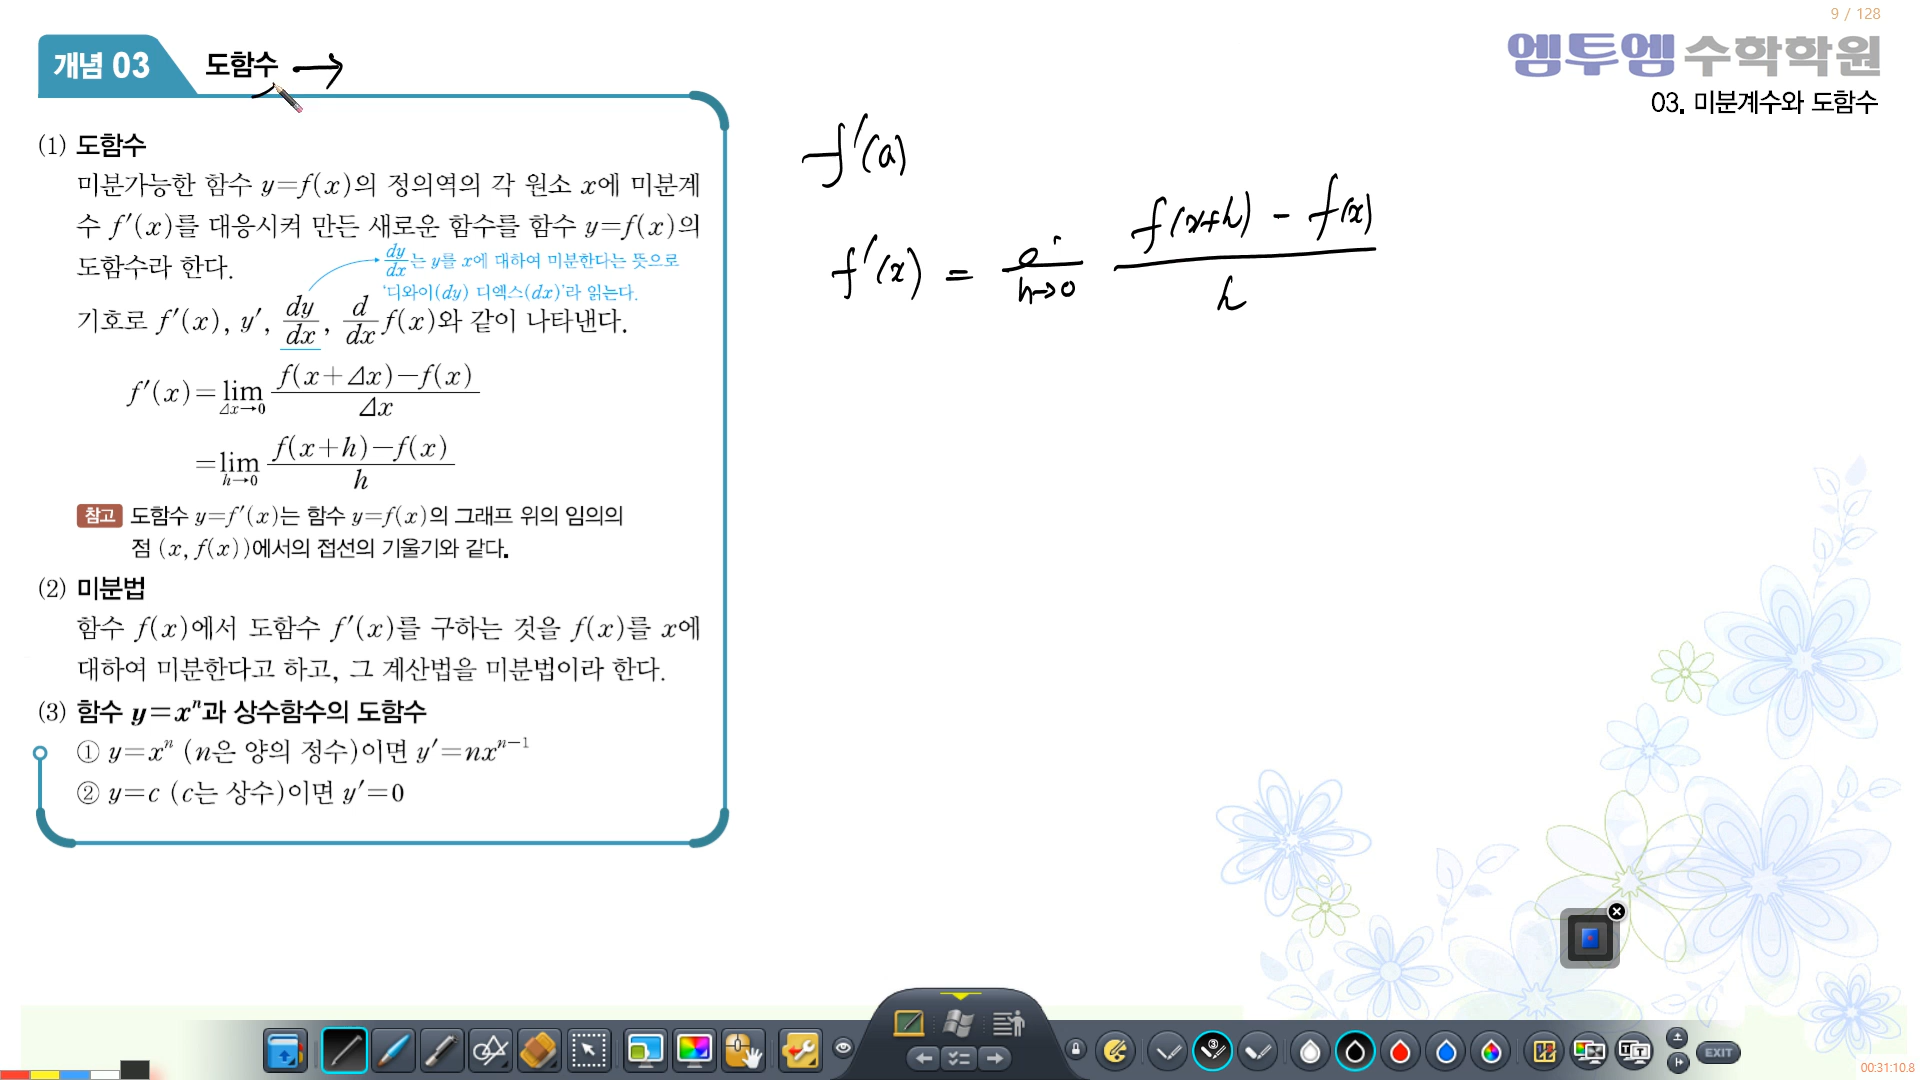 9 / 128
엠투엠 수학학원
03. 미분계수와 도함수
개념 03 도함수 →
(1) 도함수
미분가능한 함수 y=f(x)의 정의역의 각 원소 x에 미분계
수 f′(x)를 대응시켜 만든 새로운 함수를 함수 y=f(x)의
도함수라 한다.
dy/dx는 y를 x에 대하여 미분한다는 뜻으로
'디와이(dy) 디엑스(dx)'라 읽는다.
기호로 f′(x), y′, dy/dx, d/dx f(x)와 같이 나타낸다.
f′(x)=lim Δx→0 f(x+Δx)−f(x) / Δx
=lim h→0 f(x+h)−f(x) / h
참고 도함수 y=f′(x)는 함수 y=f(x)의 그래프 위의 임의의
점 (x, f(x))에서의 접선의 기울기와 같다.
(2) 미분법
함수 f(x)에서 도함수 f′(x)를 구하는 것을 f(x)를 x에
대하여 미분한다고 하고, 그 계산법을 미분법이라 한다.
(3) 함수 y=xⁿ과 상수함수의 도함수
① y=xⁿ (n은 양의 정수)이면 y′=nxⁿ⁻¹
② y=c (c는 상수)이면 y′=0
f′(a)
f′(x) = h→0 f(x+h) - f(x) / h
EXIT
00:31:10.8